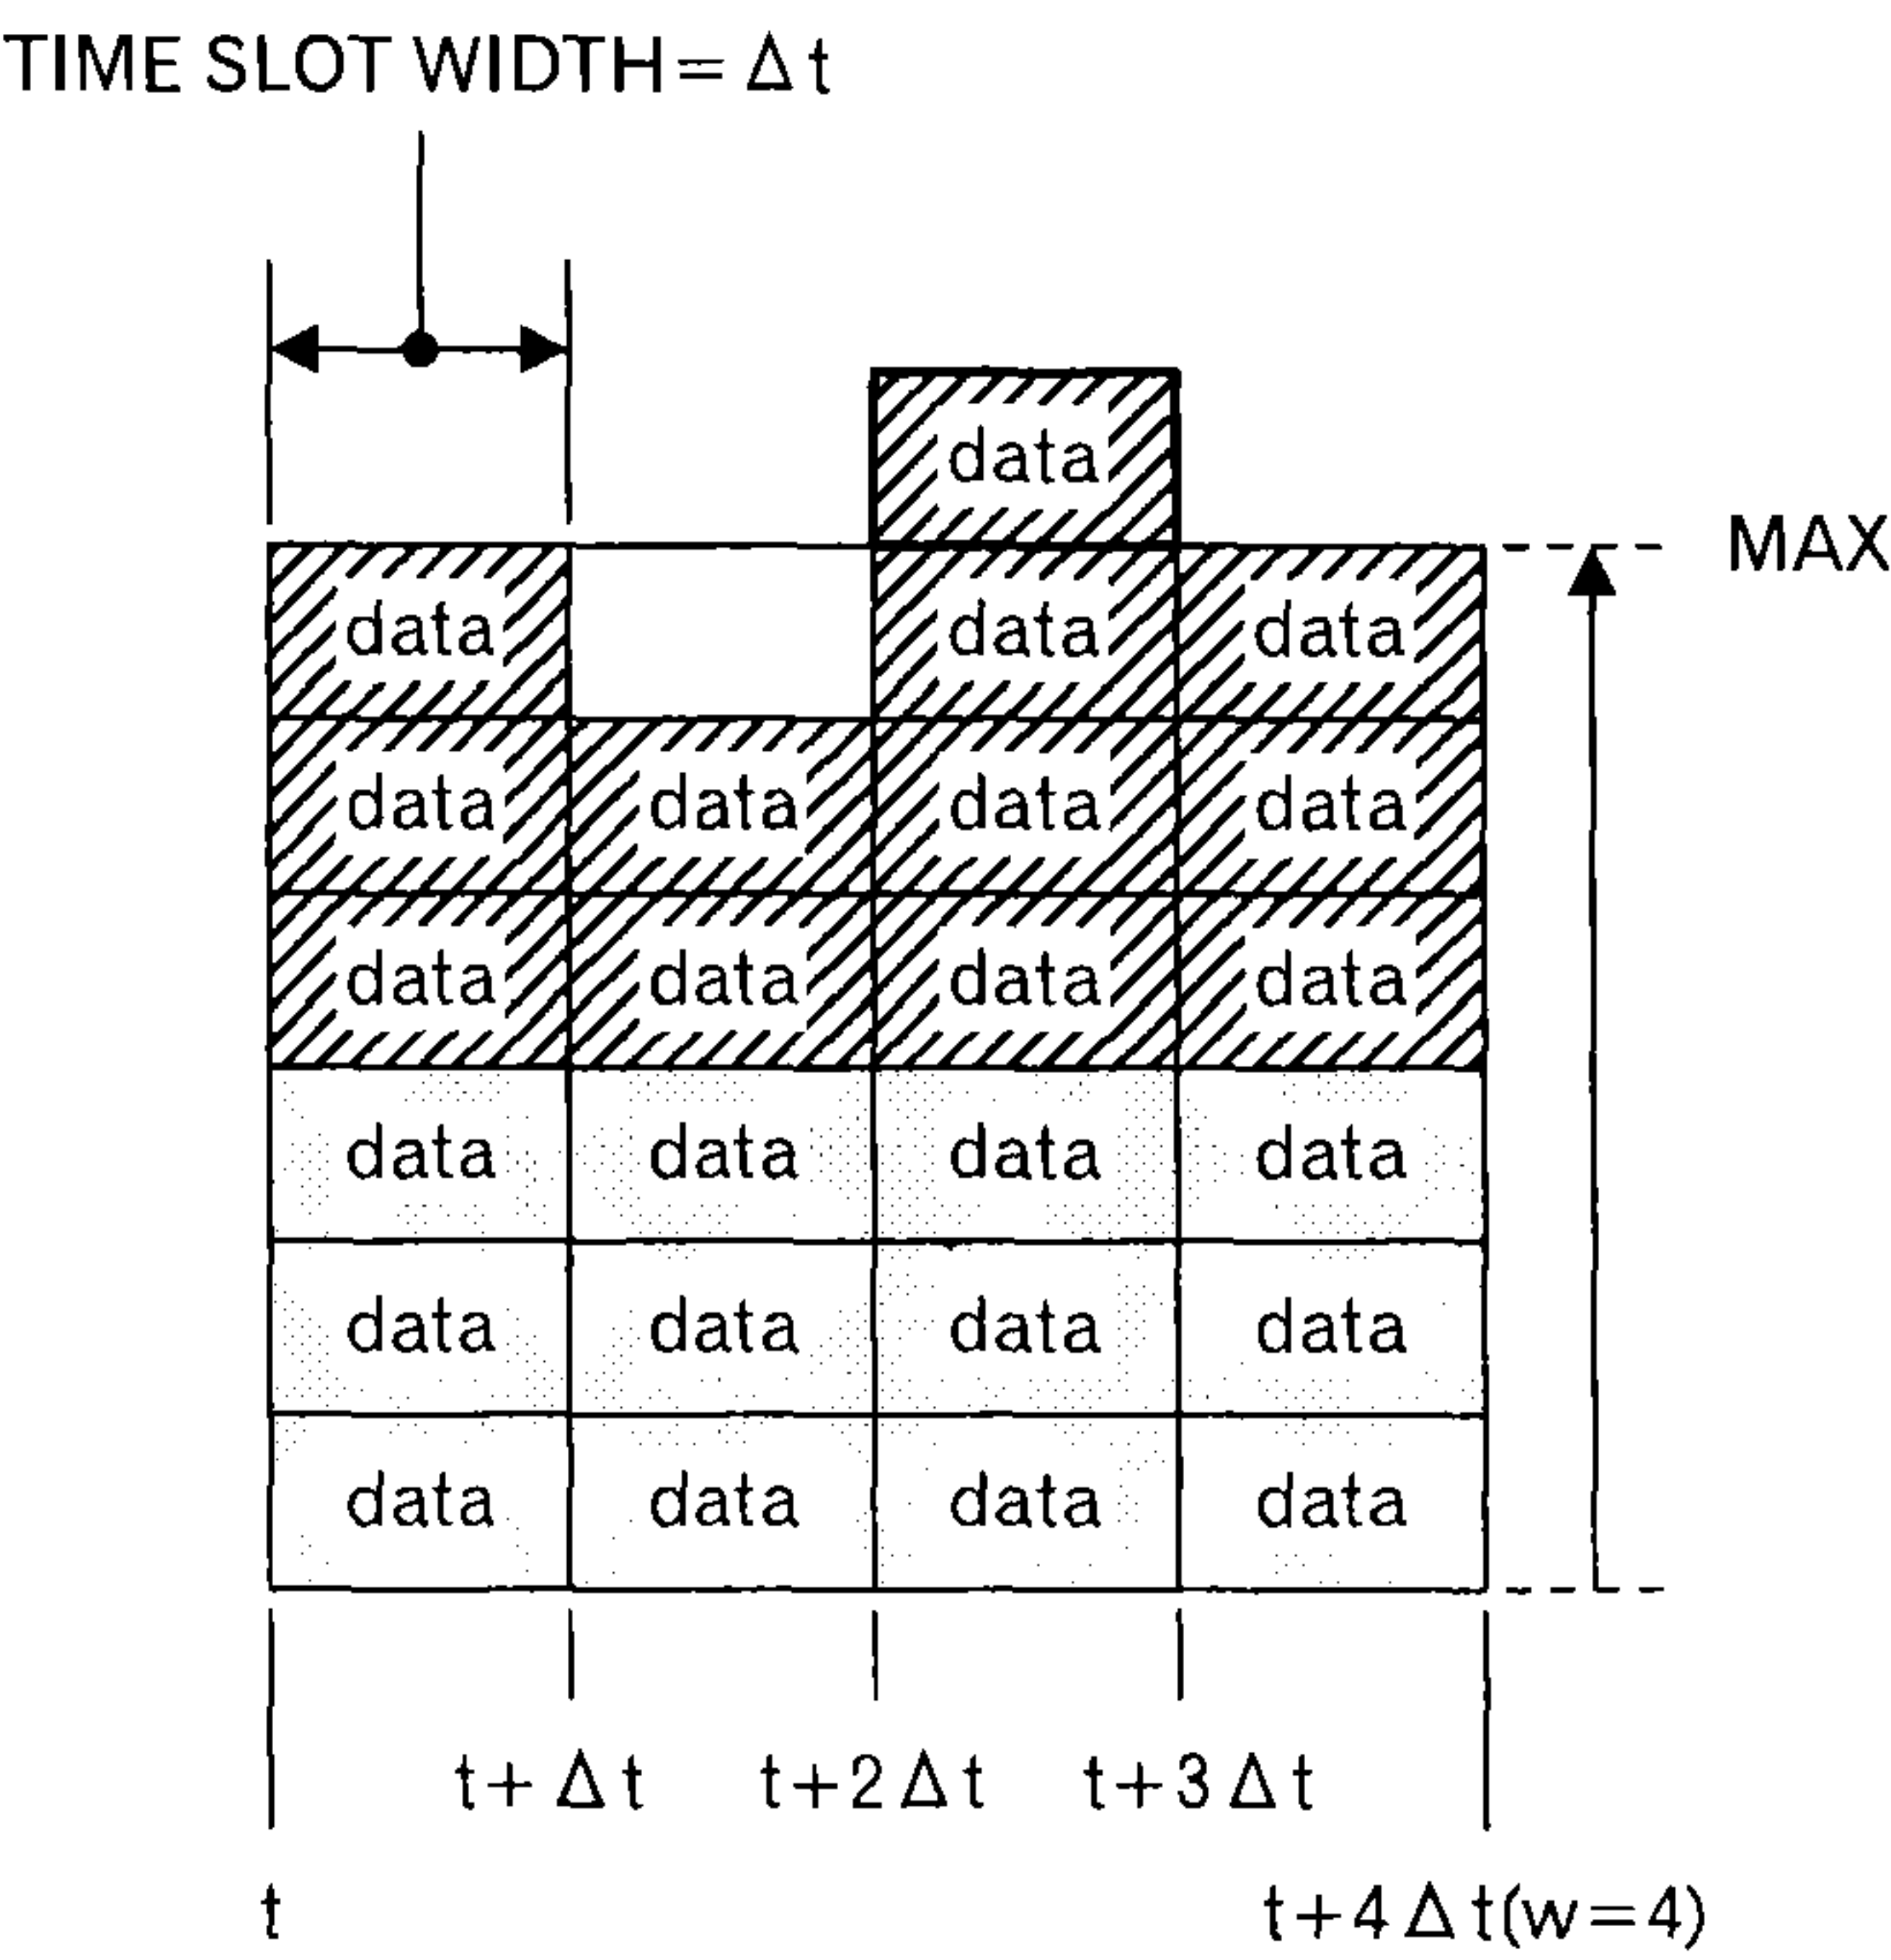 TIME SLOT WIDTH=Δt
data
MAX
data data data
data data data data
data data data data
data data data data
data data data data
data data data data
t+Δt t+2Δt t+3Δt
t t+4Δt(w=4)